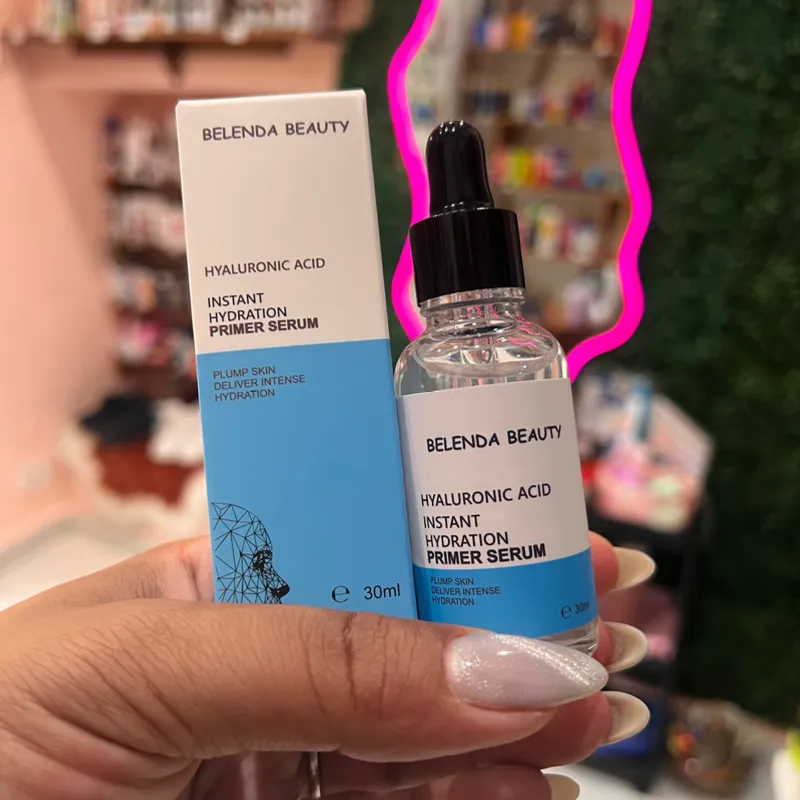 BELENDA BEAUTY
HYALURONIC ACID
INSTANT
HYDRATION
PRIMER SERUM
PLUMP SKIN
DELIVER INTENSE
HYDRATION
℮ 30ml
BELENDA BEAUTY
HYALURONIC ACID
INSTANT
HYDRATION
PRIMER SERUM
PLUMP SKIN
DELIVER INTENSE
HYDRATION
℮ 30ml